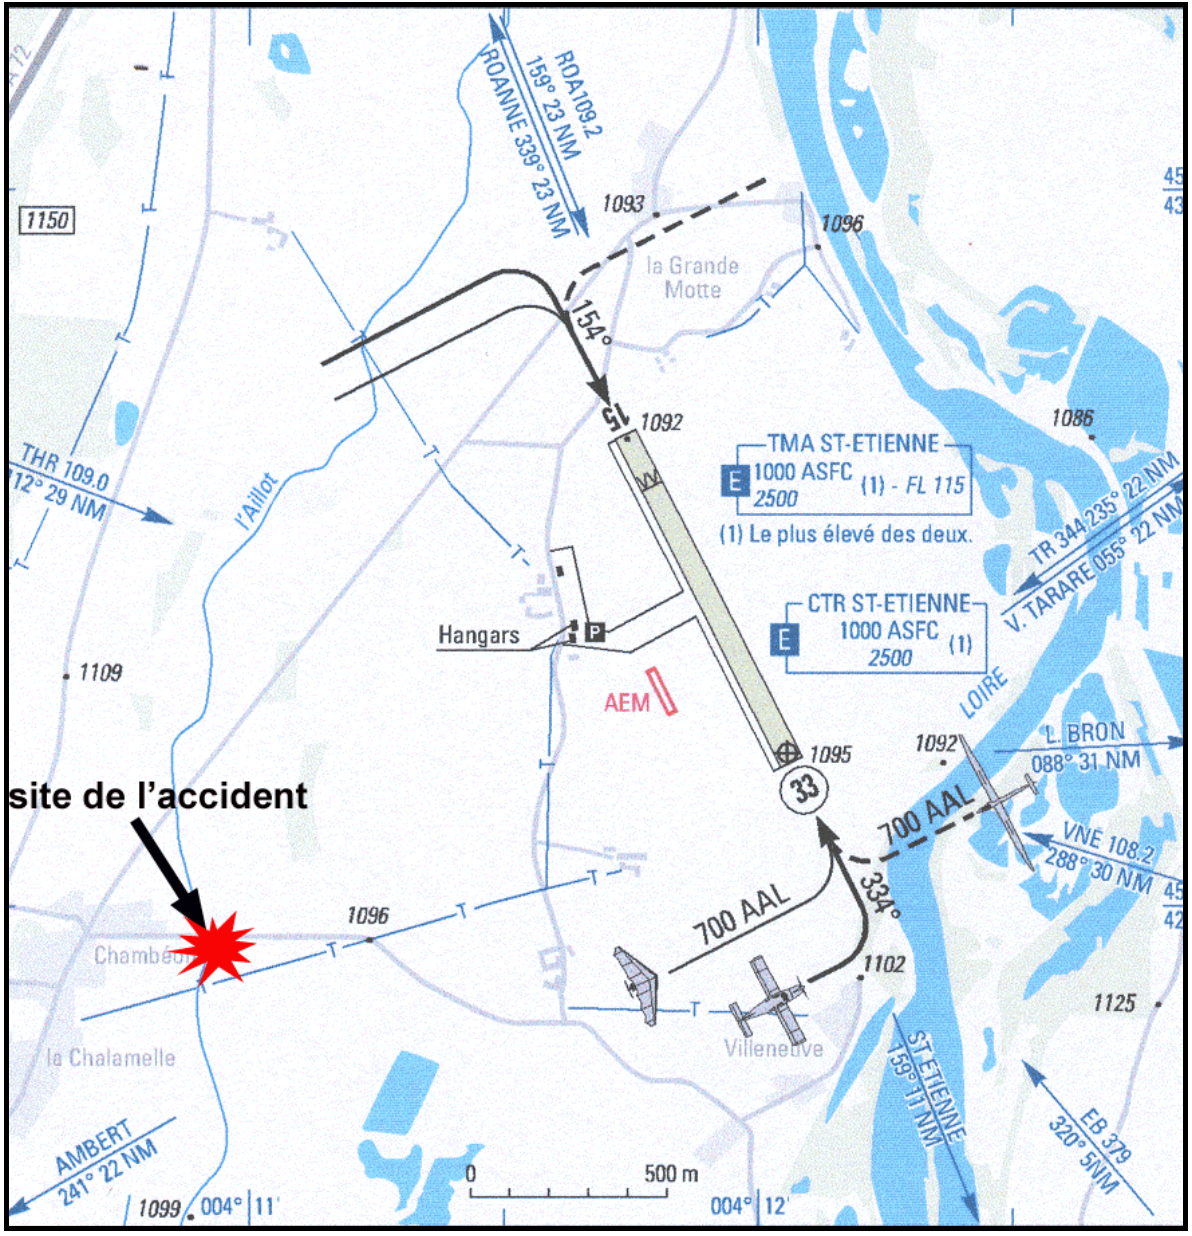 A 72
ROA109.2
159° 23 NM
ROANNE 339° 23 NM
1150
1093
1096
la Grande
Motte
154°
15
1092
1086
45
43
THR 109.0
112° 29 NM
l'Aillot
TMA ST-ETIENNE
E
1000 ASFC
2500
(1) - FL 115
(1) Le plus élevé des deux.
TR 344 235° 22 NM
V. TARARE 055° 22 NM
CTR ST-ETIENNE
E
1000 ASFC
2500
(1)
Hangars
P
1109
AEM
LOIRE
1092
L. BRON
088° 31 NM
1095
33
site de l'accident
700 AAL
VNE 108.2
288° 30 NM
45
42
334°
700 AAL
1096
1102
1125
T
T
T
T
T
T
T
T
T
T
T
T
T
T
la Chalamelle
Villeneuve
ST ETIENNE
159° 11 NM
EB 379
320° 5NM
AMBERT
241° 22 NM
0
500 m
1099
004° 11'
004° 12'